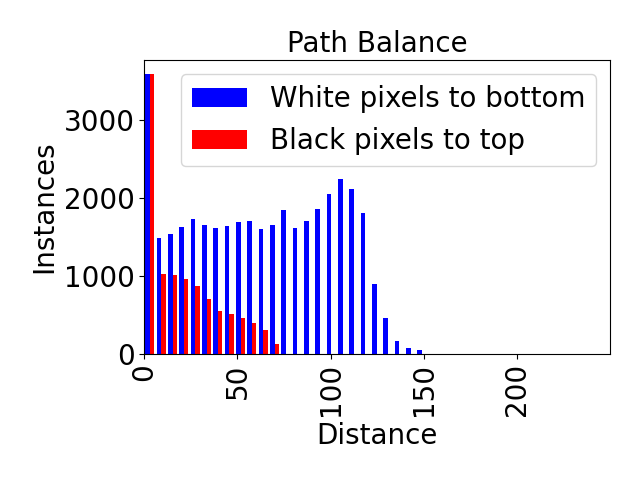 Path Balance
White pixels to bottom
Black pixels to top
Instances
3000
2000
1000
0
0
50
100
150
200
Distance